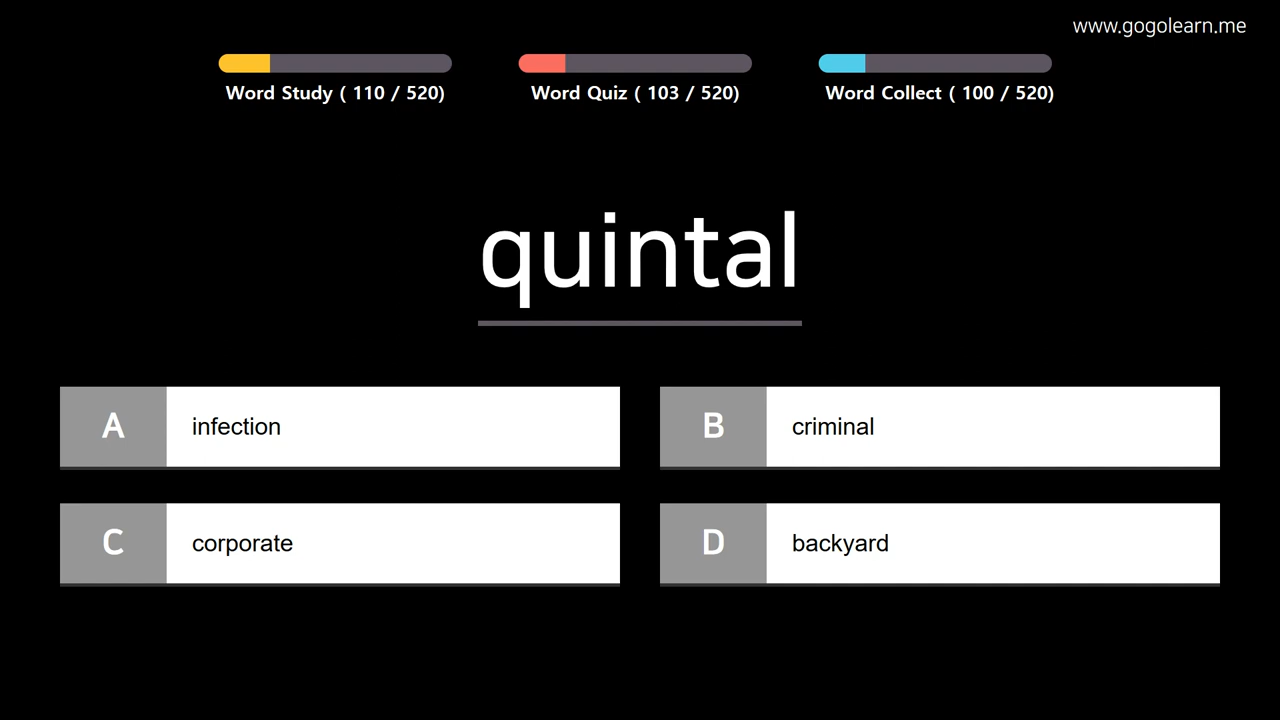 www.gogolearn.me
Word Study ( 110 / 520)
Word Quiz ( 103 / 520)
Word Collect ( 100 / 520)
quintal
A infection
B criminal
C corporate
D backyard